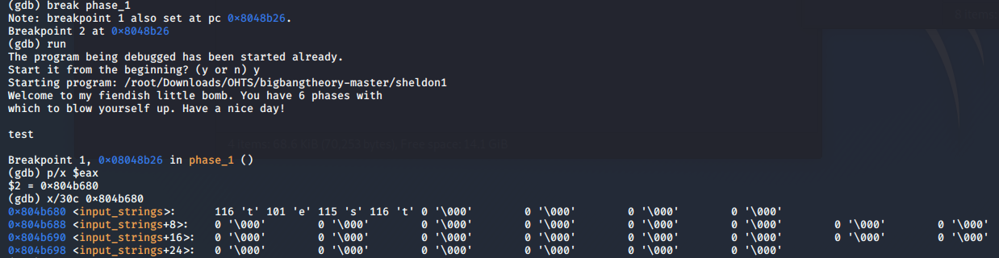 (gdb) break phase_1
Note: breakpoint 1 also set at pc 0×8048b26.
Breakpoint 2 at 0×8048b26
(gdb) run
The program being debugged has been started already.
Start it from the beginning? (y or n) y
Starting program: /root/Downloads/OHTS/bigbangtheory-master/sheldon1
Welcome to my fiendish little bomb. You have 6 phases with
which to blow yourself up. Have a nice day!
test
Breakpoint 1, 0×08048b26 in phase_1 ()
(gdb) p/x $eax
$2 = 0×804b680
(gdb) x/30c 0×804b680
0×804b680 <input_strings>: 116 't' 101 'e' 115 's' 116 't' 0 '\000' 0 '\000' 0 '\000' 0 '\000'
0×804b688 <input_strings+8>: 0 '\000' 0 '\000' 0 '\000' 0 '\000' 0 '\000' 0 '\000' 0 '\000' 0 '\000'
0×804b690 <input_strings+16>: 0 '\000' 0 '\000' 0 '\000' 0 '\000' 0 '\000' 0 '\000' 0 '\000' 0 '\000'
0×804b698 <input_strings+24>: 0 '\000' 0 '\000' 0 '\000' 0 '\000' 0 '\000' 0 '\000'